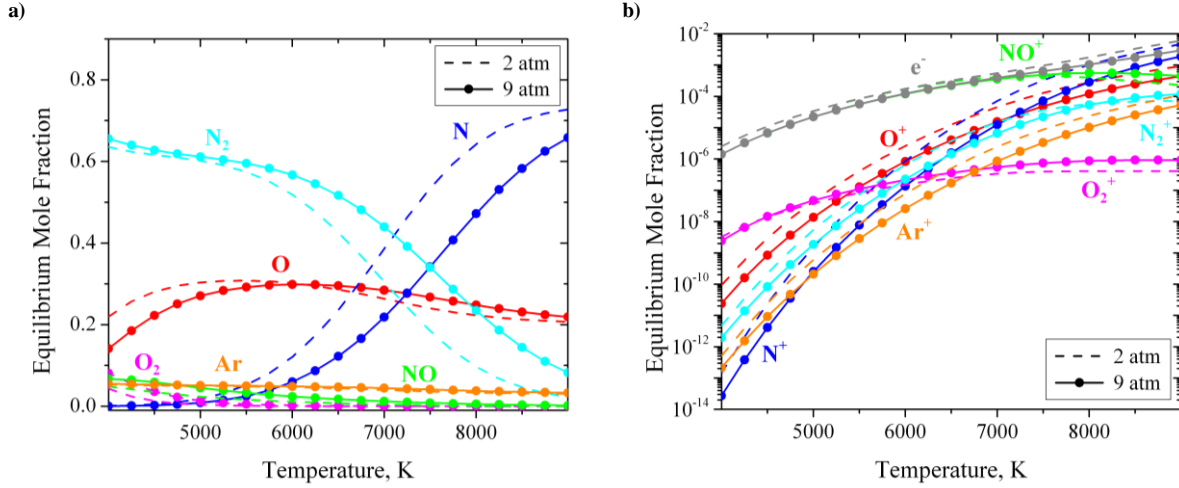 a)
Equilibrium Mole Fraction
0.8
0.6
0.4
0.2
0.0
2 atm
9 atm
N₂
N
O
O₂
Ar
NO
5000 6000 7000 8000
Temperature, K
b)
Equilibrium Mole Fraction
10⁻²
10⁻⁴
10⁻⁶
10⁻⁸
10⁻¹⁰
10⁻¹²
10⁻¹⁴
e⁻
NO⁺
O⁺
N₂⁺
O₂⁺
Ar⁺
N⁺
2 atm
9 atm
5000 6000 7000 8000
Temperature, K